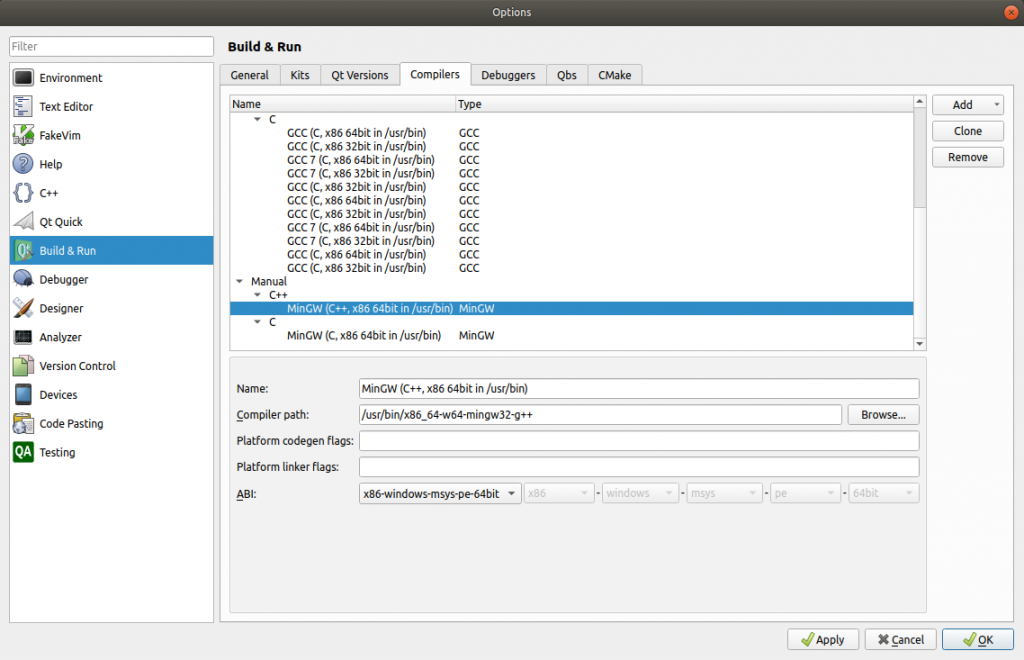 Options
Filter
Environment
Text Editor
FakeVim
Help
C++
Qt Quick
Build & Run
Debugger
Designer
Analyzer
Version Control
Devices
Code Pasting
QA Testing
Build & Run
General Kits Qt Versions Compilers Debuggers Qbs CMake
Name Type
C
GCC (C, x86 64bit in /usr/bin) GCC
GCC (C, x86 32bit in /usr/bin) GCC
GCC 7 (C, x86 64bit in /usr/bin) GCC
GCC 7 (C, x86 32bit in /usr/bin) GCC
GCC (C, x86 32bit in /usr/bin) GCC
GCC (C, x86 64bit in /usr/bin) GCC
GCC (C, x86 32bit in /usr/bin) GCC
GCC 7 (C, x86 64bit in /usr/bin) GCC
GCC 7 (C, x86 32bit in /usr/bin) GCC
GCC (C, x86 64bit in /usr/bin) GCC
GCC (C, x86 32bit in /usr/bin) GCC
Manual
C++
MinGW (C++, x86 64bit in /usr/bin) MinGW
C
MinGW (C, x86 64bit in /usr/bin) MinGW
Add
Clone
Remove
Name: MinGW (C++, x86 64bit in /usr/bin)
Compiler path: /usr/bin/x86_64-w64-mingw32-g++ Browse...
Platform codegen flags:
Platform linker flags:
ABI: x86-windows-msys-pe-64bit x86 - windows - msys - pe - 64bit
Apply Cancel OK